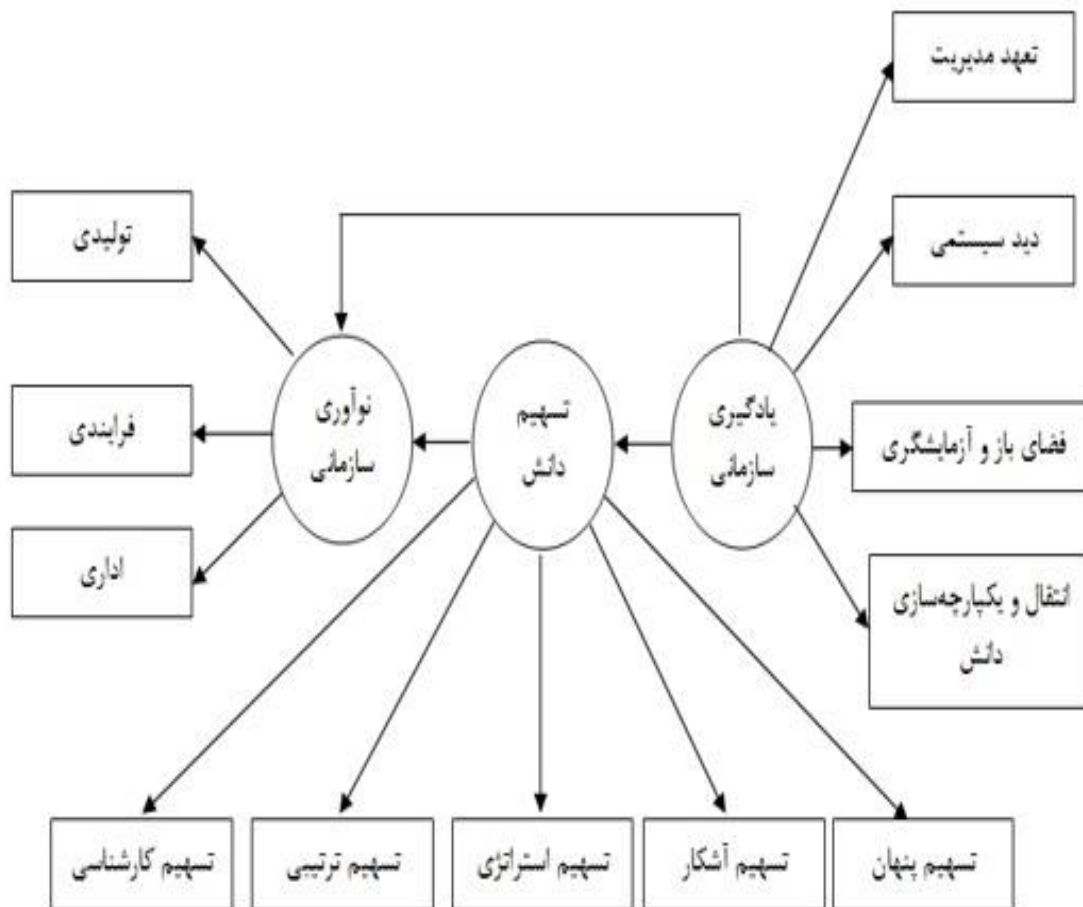 تعهد مدیریت
دید سیستمی
فضای باز و آزمایشگری
انتقال و یکپارچه‌سازی
دانش
یادگیری
سازمانی
تسهیم
دانش
نوآوری
سازمانی
تولیدی
فرایندی
اداری
تسهیم پنهان
تسهیم آشکار
تسهیم استراتژی
تسهیم ترتیبی
تسهیم کارشناسی